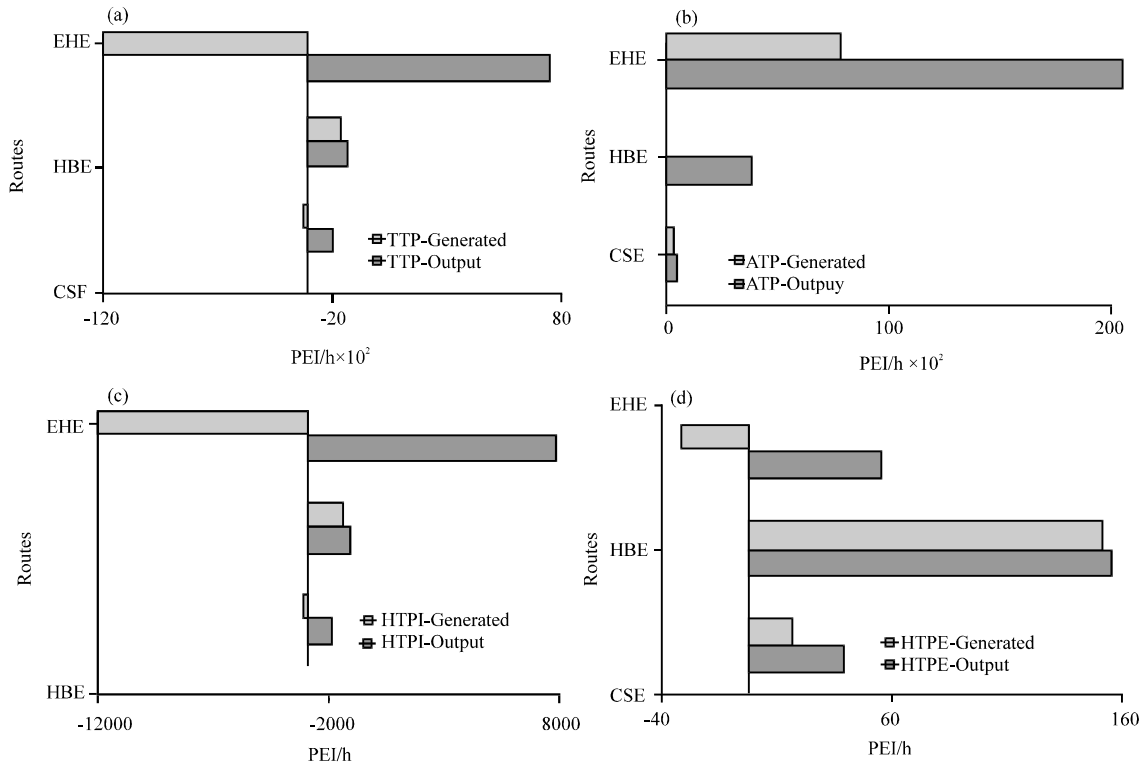 (a)
EHE
Routes
HBE
TTP-Generated
TTP-Output
CSF
-120
-20
80
PEI/h×10²
(b)
EHE
Routes
HBE
CSE
ATP-Generated
ATP-Outpuy
0
100
200
PEI/h ×10²
(c)
EHE
Routes
HTPI-Generated
HTPI-Output
HBE
-12000
-2000
8000
PEI/h
(d)
EHE
Routes
HBE
HTPE-Generated
HTPE-Output
CSE
-40
60
160
PEI/h